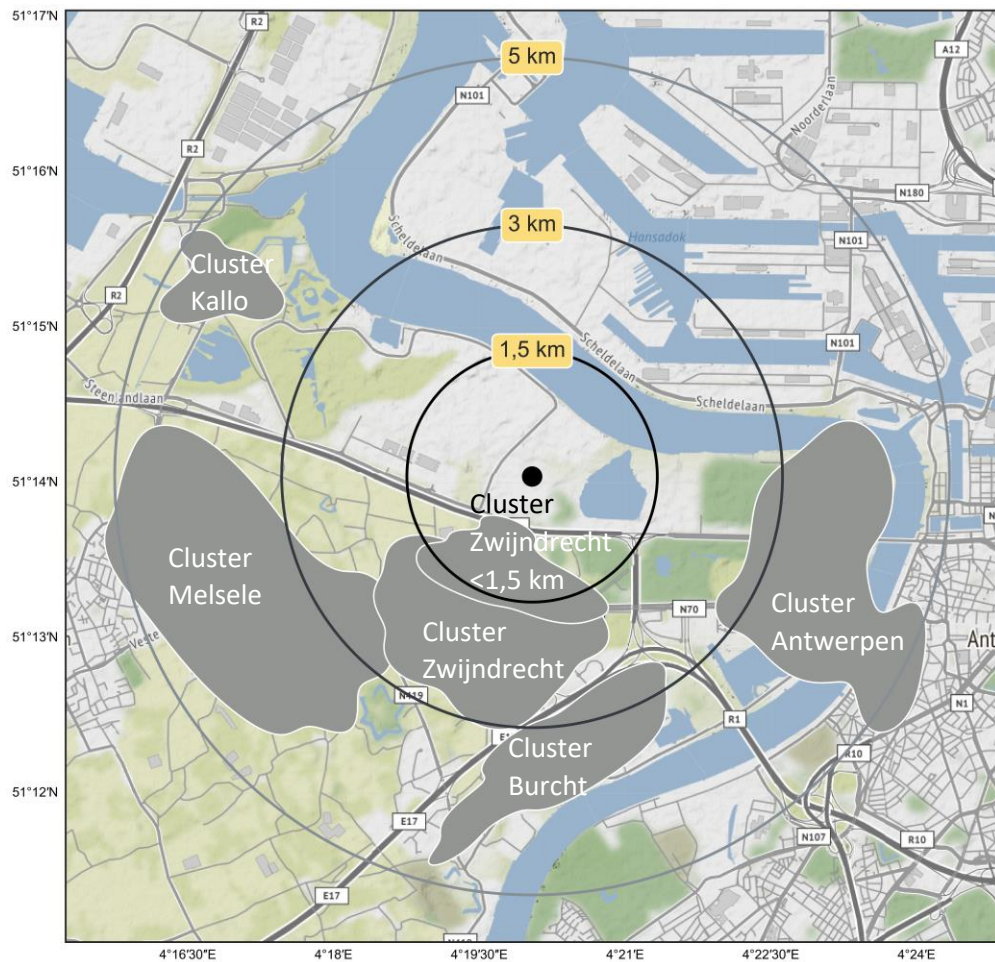 51°17'N
R2
5 km
A12
N101
Noorderlaan
R2
51°16'N
N180
Scheldelaan
3 km
Hansadok
N101
Cluster
Kallo
R2
51°15'N
1,5 km
Scheldelaan
N101
Steenlandlaan
Scheldelaan
51°14'N
Cluster
Zwijndrecht
<1,5 km
Cluster
Melsele
N70
Cluster
Antwerpen
51°13'N
Veste
Cluster
Zwijndrecht
Ant
N419
N1
R1
Cluster
Burcht
R10
51°12'N
E17
N107
R10
E17
4°16'30"E
4°18'E
4°19'30"E
4°21'E
4°22'30"E
4°24'E